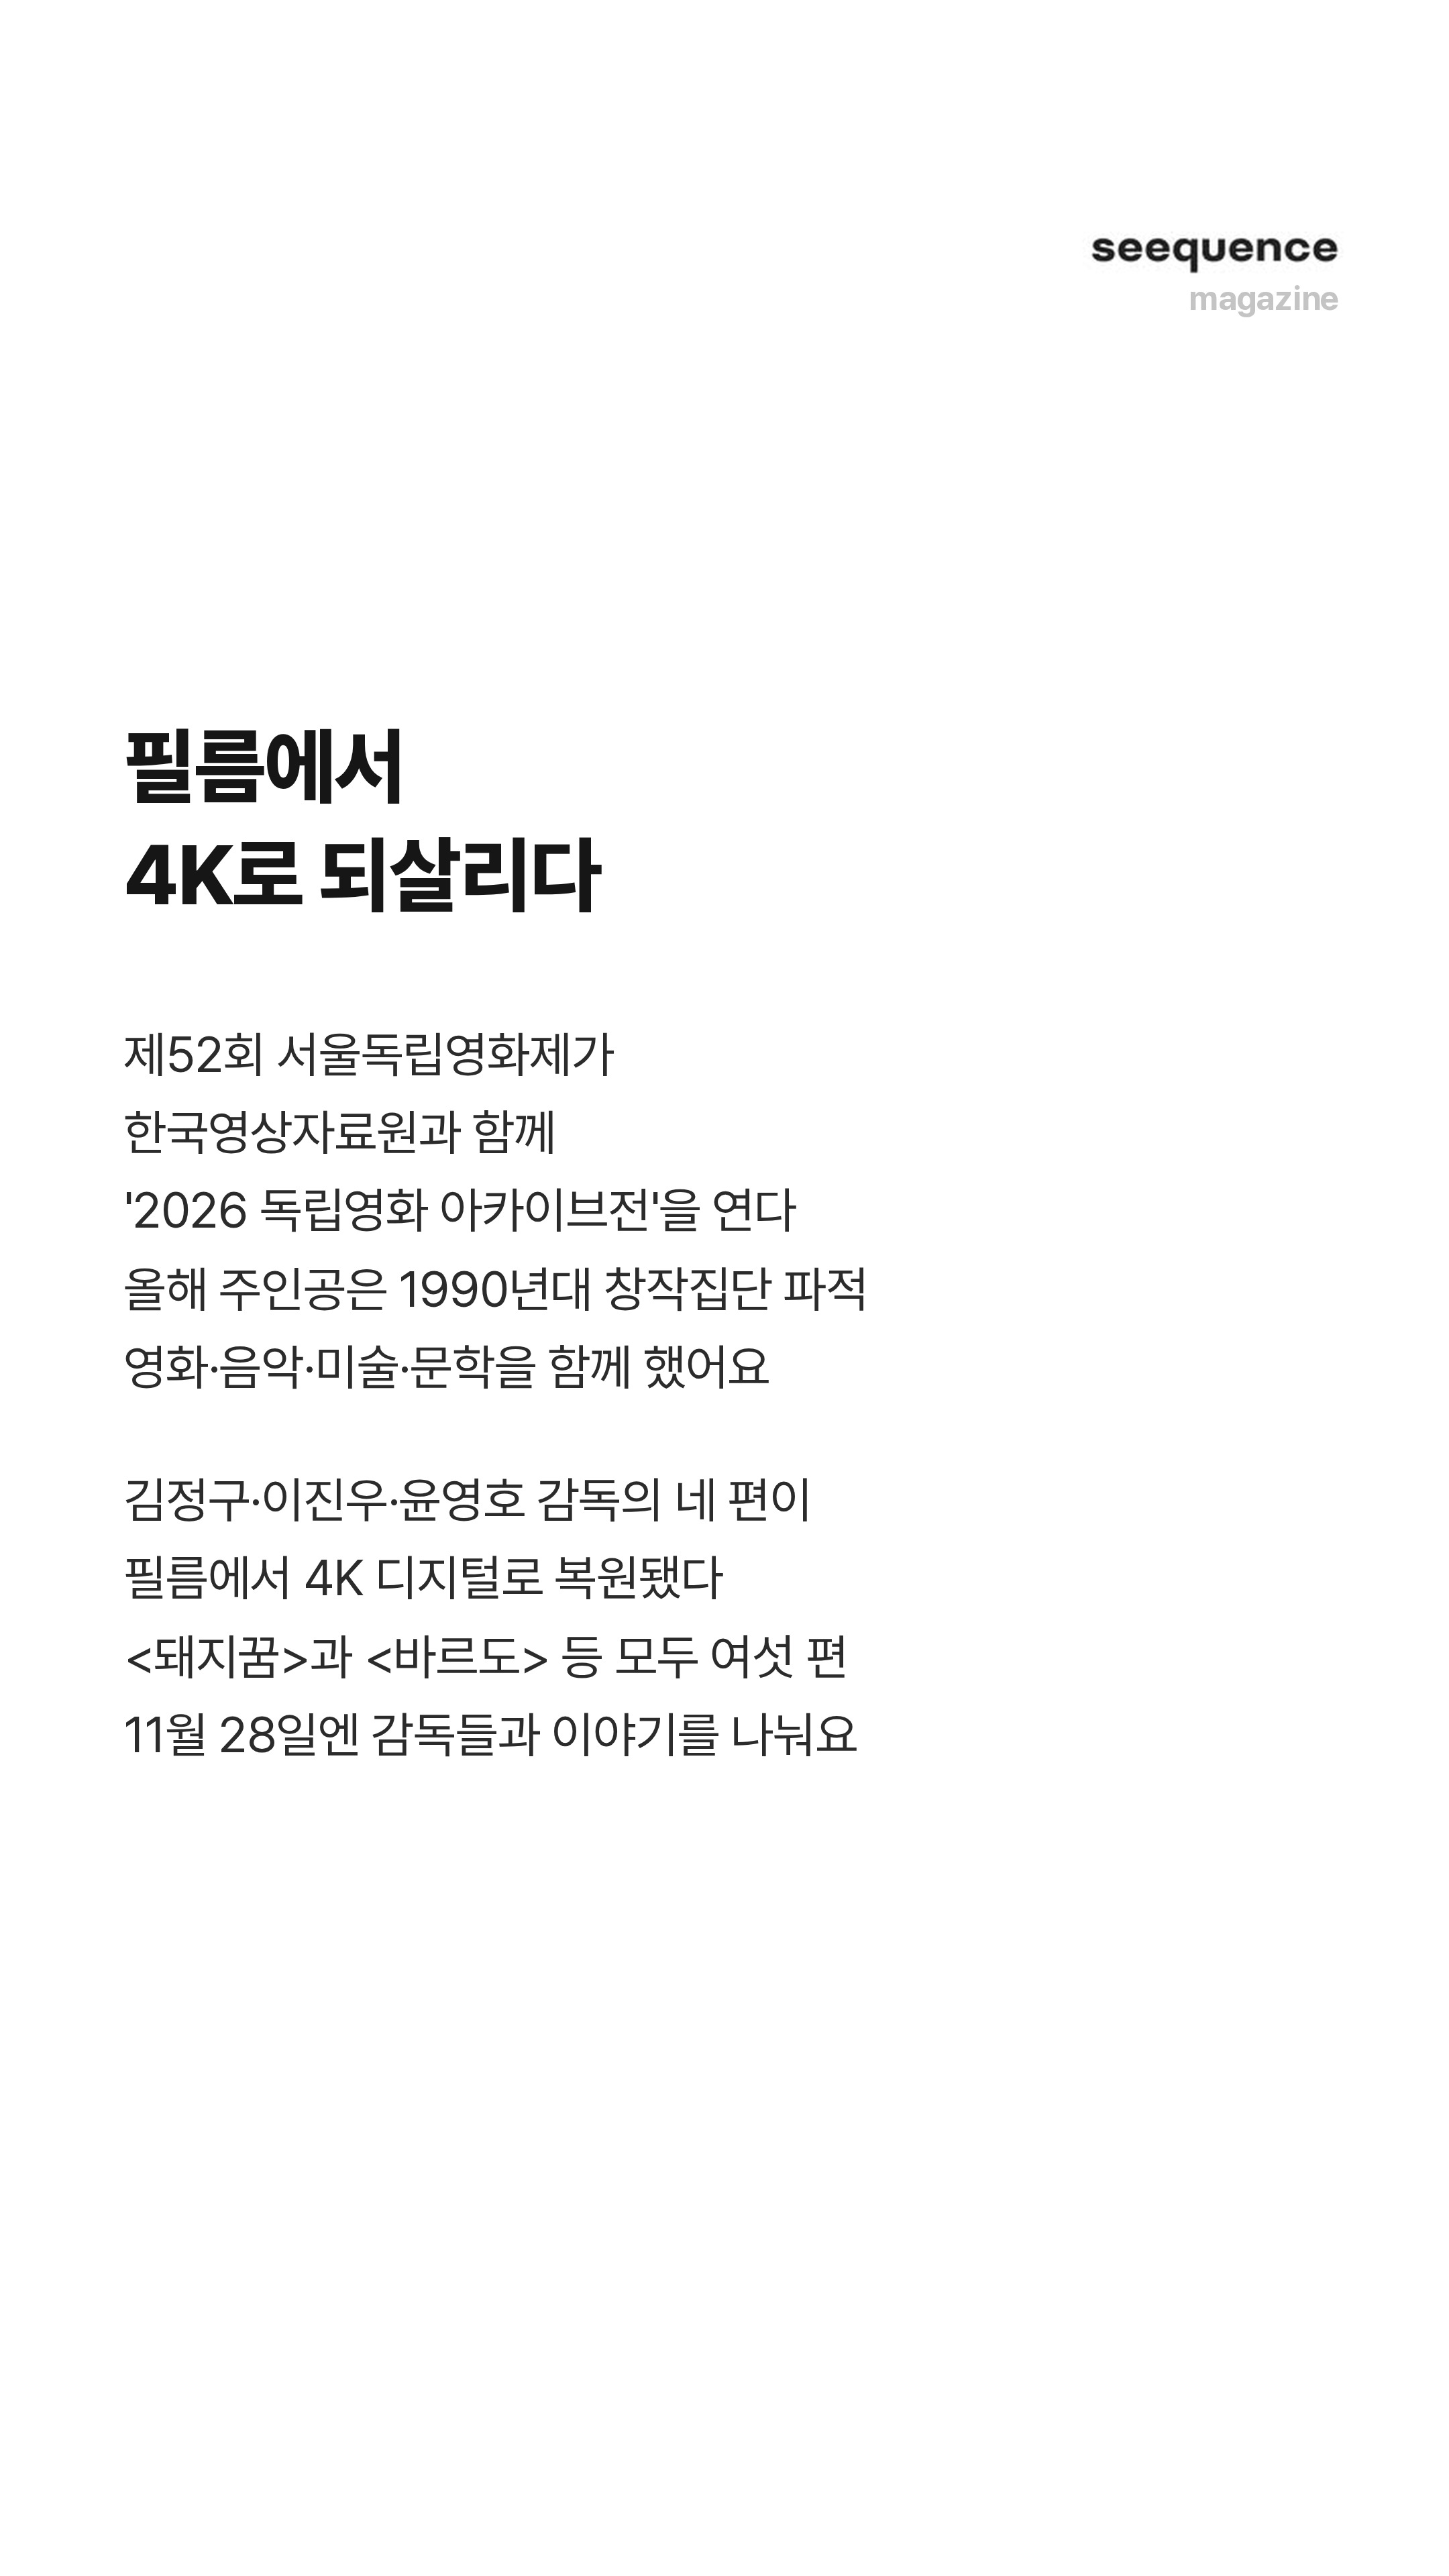 seequence
magazine
필름에서
4K로 되살리다
제52회 서울독립영화제가
한국영상자료원과 함께
'2026 독립영화 아카이브전'을 연다
올해 주인공은 1990년대 창작집단 파적
영화·음악·미술·문학을 함께 했어요
김정구·이진우·윤영호 감독의 네 편이
필름에서 4K 디지털로 복원됐다
<돼지꿈>과 <바르도> 등 모두 여섯 편
11월 28일엔 감독들과 이야기를 나눠요